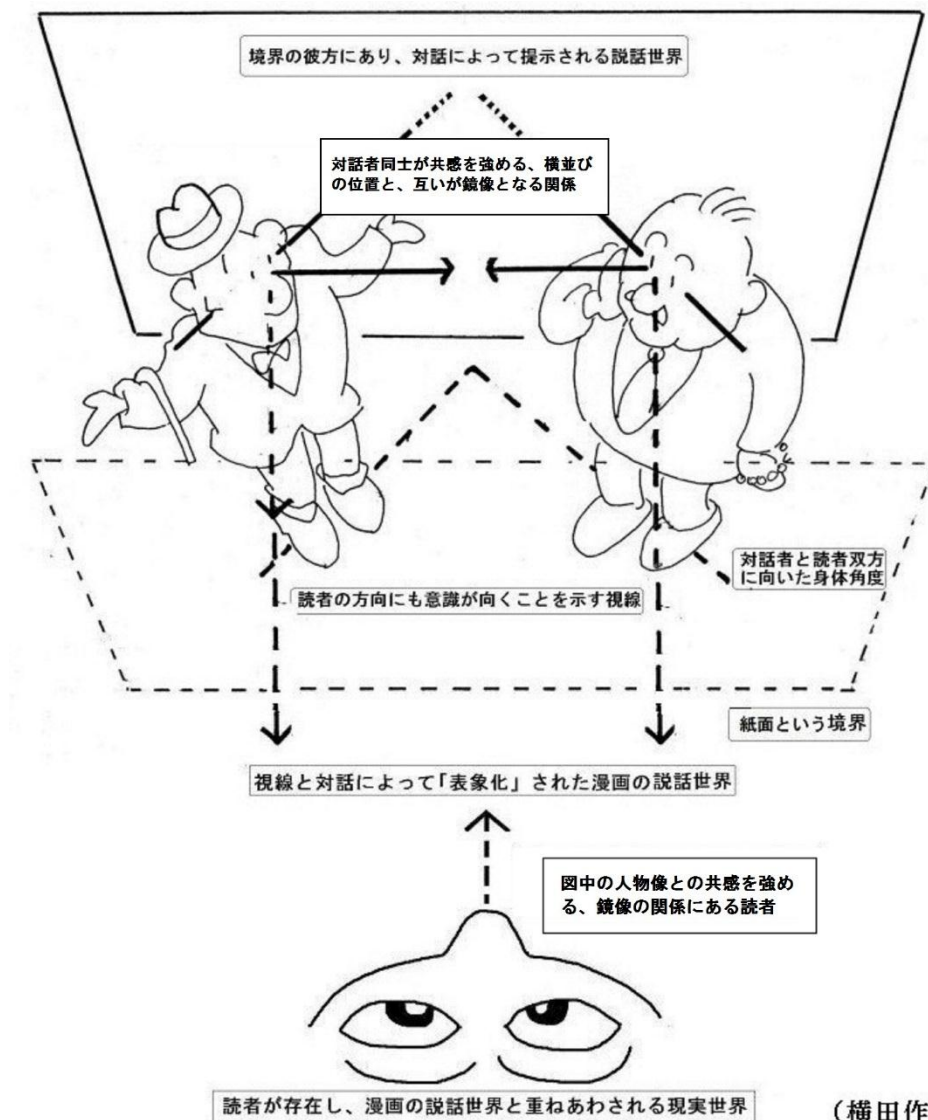 境界の彼方にあり、対話によって提示される説話世界
対話者同士が共感を強める、横並び
の位置と、互いが鏡像となる関係
対話者と読者双方
に向いた身体角度
読者の方向にも意識が向くことを示す視線
紙面という境界
視線と対話によって「表象化」された漫画の説話世界
図中の人物像との共感を強め
る、鏡像の関係にある読者
読者が存在し、漫画の説話世界と重ねあわされる現実世界
（横田作